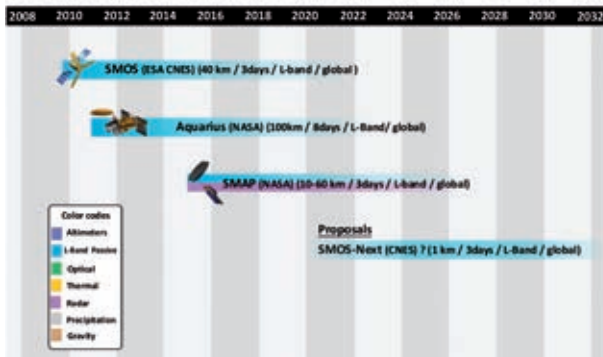 2008 2010 2012 2014 2016 2018 2020 2022 2024 2026 2028 2030 2032
SMOS (ESA CNES) (40 km / 3days / L-band / global )
Aquarius (NASA) (100km / 8days / L-Band/ global)
SMAP (NASA) (10-60 km / 3days / L-band / global)
Proposals
SMOS-Next (CNES) ? (1 km / 3days / L-Band / global)
Color codes
Altimeters
L-Band Passive
Optical
Thermal
Radar
Precipitation
Gravity